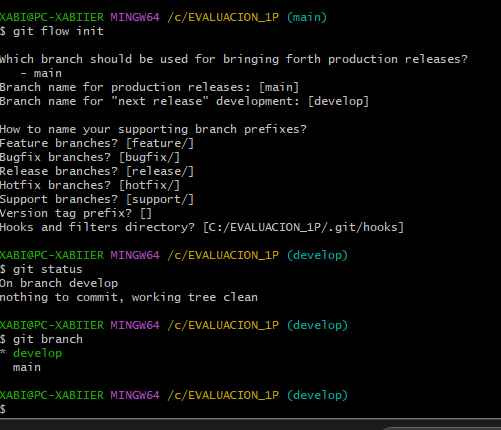 XABI@PC-XABIIER MINGW64 /c/EVALUACION_1P (main)
$ git flow init
Which branch should be used for bringing forth production releases?
- main
Branch name for production releases: [main]
Branch name for "next release" development: [develop]
How to name your supporting branch prefixes?
Feature branches? [feature/]
Bugfix branches? [bugfix/]
Release branches? [release/]
Hotfix branches? [hotfix/]
Support branches? [support/]
Version tag prefix? []
Hooks and filters directory? [C:/EVALUACION_1P/.git/hooks]
XABI@PC-XABIIER MINGW64 /c/EVALUACION_1P (develop)
$ git status
On branch develop
nothing to commit, working tree clean
XABI@PC-XABIIER MINGW64 /c/EVALUACION_1P (develop)
$ git branch
* develop
main
XABI@PC-XABIIER MINGW64 /c/EVALUACION_1P (develop)
$